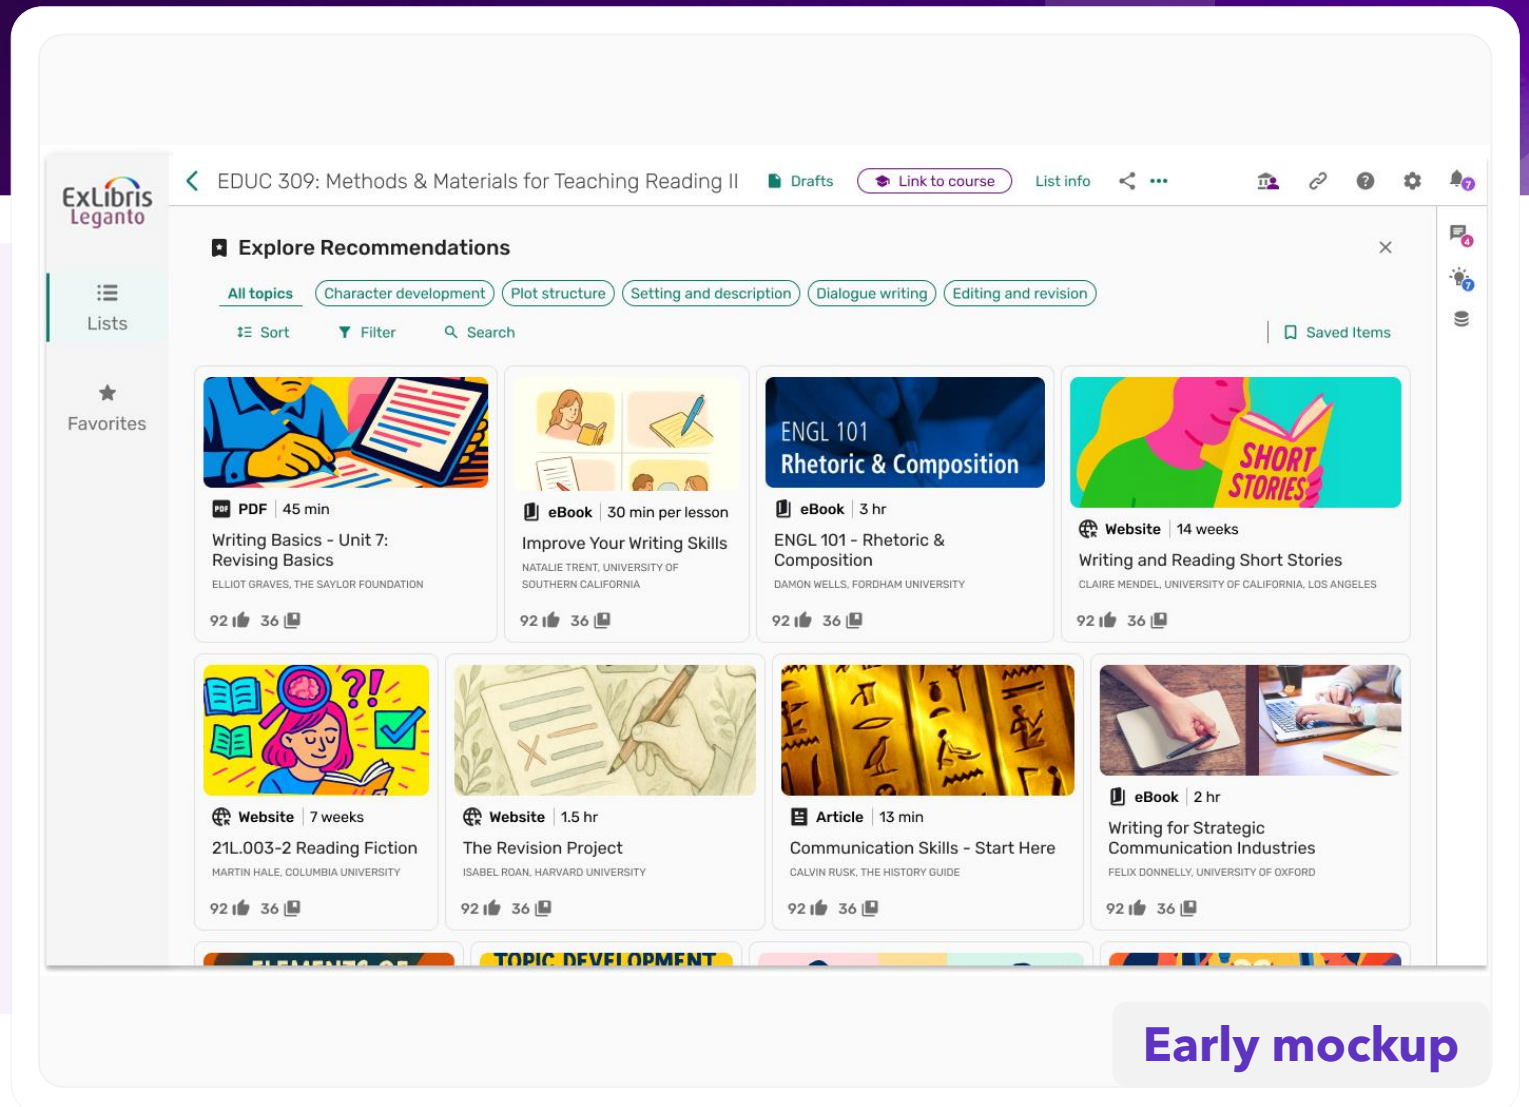 ExLibris
Leganto
EDUC 309: Methods & Materials for Teaching Reading II
Drafts
Link to course
List info
7
Lists
Favorites
Explore Recommendations
4
7
All topics
Character development
Plot structure
Setting and description
Dialogue writing
Editing and revision
Sort
Filter
Search
Saved Items
PDF PDF 45 min
Writing Basics - Unit 7:
Revising Basics
ELLIOT GRAVES, THE SAYLOR FOUNDATION
92 36
eBook 30 min per lesson
Improve Your Writing Skills
NATALIE TRENT, UNIVERSITY OF
SOUTHERN CALIFORNIA
92 36
ENGL 101
Rhetoric & Composition
eBook 3 hr
ENGL 101 - Rhetoric &
Composition
DAMON WELLS, FORDHAM UNIVERSITY
92 36
SHORT
STORIES
Website 14 weeks
Writing and Reading Short Stories
CLAIRE MENDEL, UNIVERSITY OF CALIFORNIA, LOS ANGELES
92 36
?!
Website 7 weeks
21L.003-2 Reading Fiction
MARTIN HALE, COLUMBIA UNIVERSITY
92 36
Website 1.5 hr
The Revision Project
ISABEL ROAN, HARVARD UNIVERSITY
92 36
Article 13 min
Communication Skills - Start Here
CALVIN RUSK, THE HISTORY GUIDE
92 36
eBook 2 hr
Writing for Strategic
Communication Industries
FELIX DONNELLY, UNIVERSITY OF OXFORD
92 36
ELEMENTS OF
TOPIC DEVELOPMENT
Early mockup